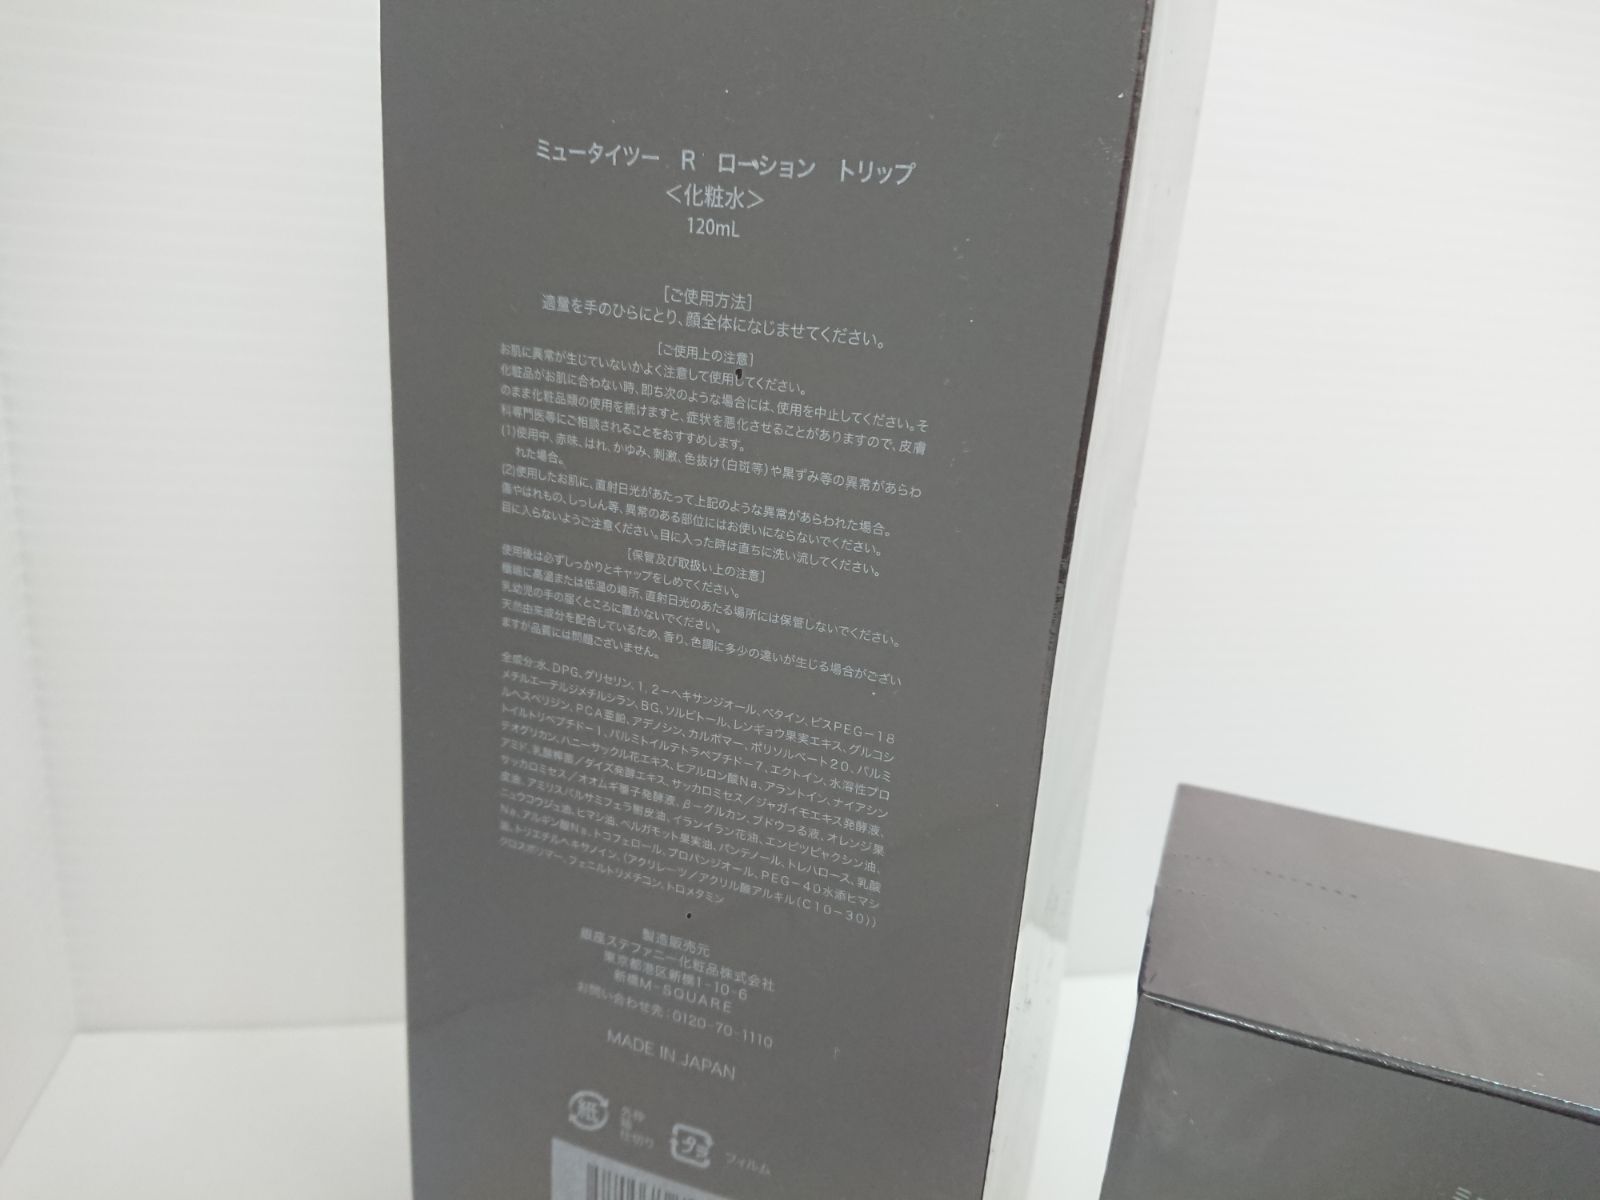 ミュータイツー R ローション トリップ
＜化粧水＞
120mL
[ご使用方法]
適量を手のひらにとり、顔全体になじませてください。
[ご使用上の注意]
お肌に異常が生じていないかよく注意して使用してください。
化粧品がお肌に合わない時、即ち次のような場合には、使用を中止してください。そ
のまま化粧品類の使用を続けますと、症状を悪化させることがありますので、皮膚
科専門医等にご相談されることをおすすめします。
(1)使用中、赤味、はれ、かゆみ、刺激、色抜け(白斑等)や黒ずみ等の異常があらわ
れた場合。
(2)使用したお肌に、直射日光があたって上記のような異常があらわれた場合。
傷やはれもの、しっしん等、異常のある部位にはお使いにならないでください。
目に入らないようご注意ください。目に入った時は直ちに洗い流してください。
[保管及び取扱い上の注意]
使用後は必ずしっかりとキャップをしめてください。
極端に高温または低温の場所、直射日光のあたる場所には保管しないでください。
乳幼児の手の届くところに置かないでください。
天然由来成分を配合しているため、香り、色調に多少の違いが生じる場合がござい
ますが品質には問題ございません。
全成分:水、DPG、グリセリン、1,2－ヘキサンジオール、ベタイン、ビスPEG－18
メチルエーテルジメチルシラン、BG、ソルビトール、レンギョウ果実エキス、グルコシ
ルヘスペリジン、PCA亜鉛、アデノシン、カルボマー、ポリソルベート20、パルミ
トイルトリペプチド－1、パルミトイルテトラペプチド－7、エクトイン、水溶性プロ
テオグリカン、ハニーサックル花エキス、ヒアルロン酸Na、アラントイン、ナイアシン
アミド、乳酸桿菌／ダイズ発酵エキス、サッカロミセス／ジャガイモエキス発酵液、
サッカロミセス／オオムギ種子発酵液、β－グルカン、ブドウつる液、オレンジ果
皮油、アミリスバルサミフェラ樹皮油、イランイラン花油、エンピツビャクシン油、
ニュウコウジュ油、ヒマシ油、ベルガモット果実油、パンテノール、トレハロース、乳酸
Na、アルギン酸Na、トコフェロール、プロパンジオール、PEG－40水添ヒマシ
油、トリエチルヘキサノイン、(アクリレーツ／アクリル酸アルキル(C10－30))
クロスポリマー、フェニルトリメチコン、トロメタミン
製造販売元
銀座ステファニー化粧品株式会社
東京都港区新橋1-10-6
新橋M-SQUARE
お問い合わせ先:0120-70-1110
MADE IN JAPAN
紙
外枠
箱
仕切り
プラ
フィルム